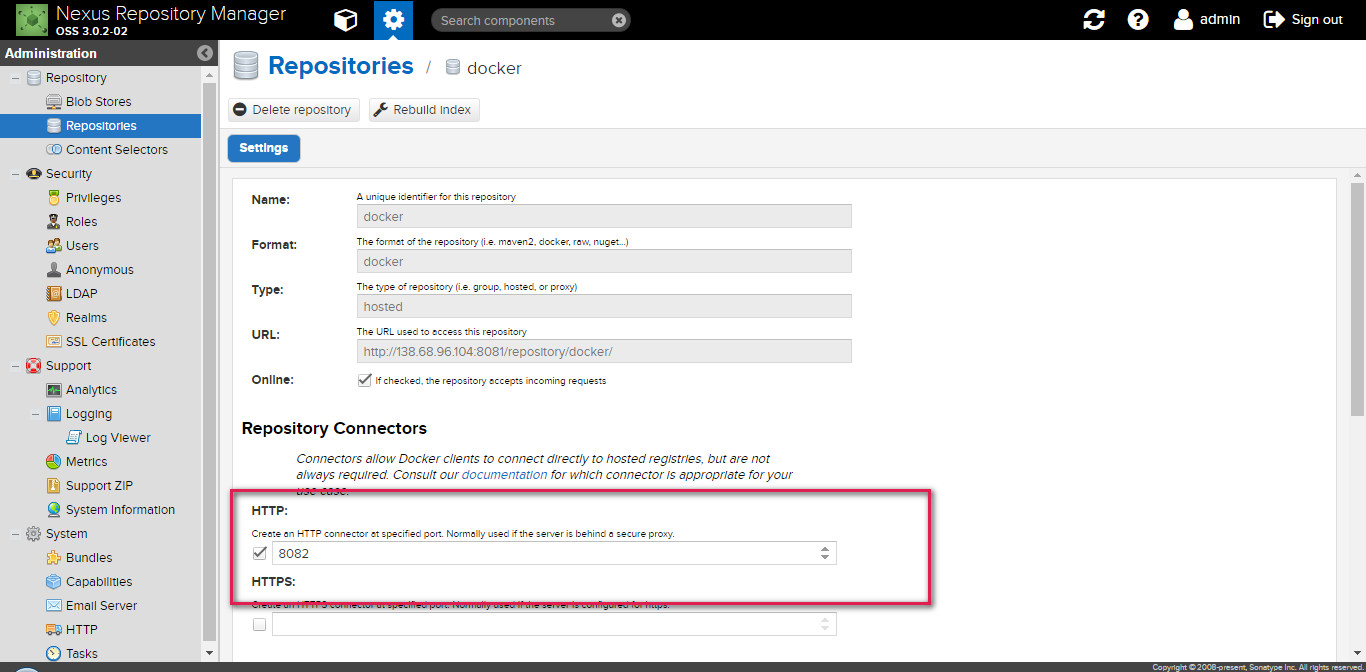 Nexus Repository Manager
OSS 3.0.2-02
Search components
admin
Sign out
Administration
Repository
Blob Stores
Repositories
Content Selectors
Security
Privileges
Roles
Users
Anonymous
LDAP
Realms
SSL Certificates
Support
Analytics
Logging
Log Viewer
Metrics
Support ZIP
System Information
System
Bundles
Capabilities
Email Server
HTTP
Tasks
Repositories / docker
Delete repository
Rebuild Index
Settings
Name:
A unique identifier for this repository
docker
Format:
The format of the repository (i.e. maven2, docker, raw, nuget...)
docker
Type:
The type of repository (i.e. group, hosted, or proxy)
hosted
URL:
The URL used to access this repository
http://138.68.96.104:8081/repository/docker/
Online:
If checked, the repository accepts incoming requests
Repository Connectors
Connectors allow Docker clients to connect directly to hosted registries, but are not
always required. Consult our documentation for which connector is appropriate for your
use case.
HTTP:
Create an HTTP connector at specified port. Normally used if the server is behind a secure proxy.
8082
HTTPS:
Create an HTTPS connector at specified port. Normally used if the server is configured for https.
Copyright © 2008-present, Sonatype Inc. All rights reserved.